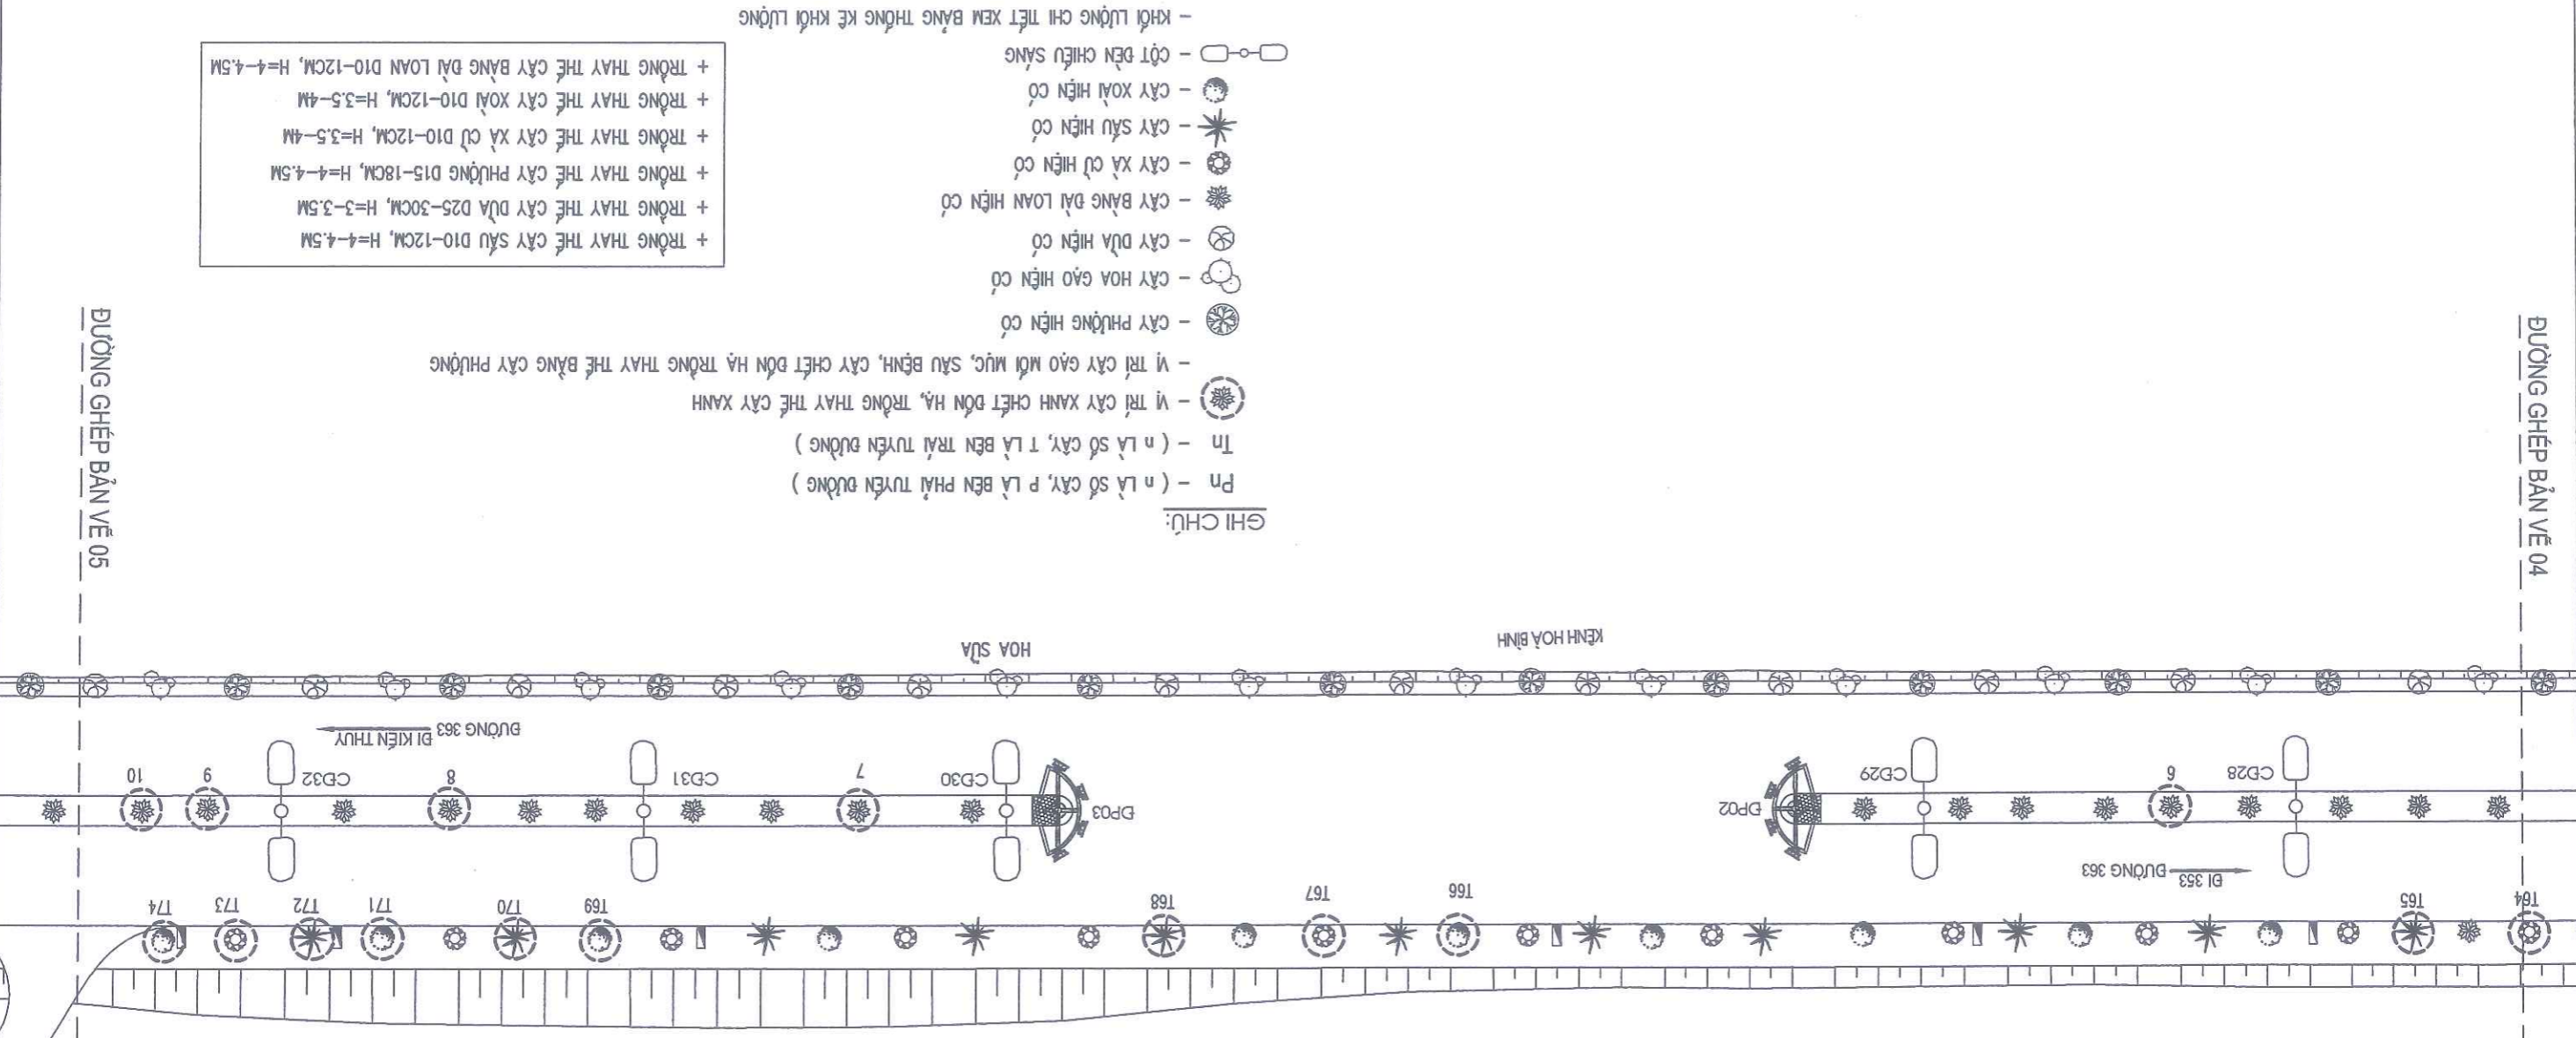 T74 T73 T72 T71 T70 T69 T68 T67 T66 T65 T64
ĐI 353 ĐƯỜNG 363
ĐP03 ĐP02
10 9 CĐ32 8 CĐ31 7 CĐ30 CĐ29 6 CĐ28
ĐƯỜNG 363 ĐI KIẾN THUỴ
HOA SỮA
KÊNH HOÀ BÌNH
ĐƯỜNG GHÉP BẢN VẼ 04
ĐƯỜNG GHÉP BẢN VẼ 05
GHI CHÚ:
Pn - ( n LÀ SỐ CÂY, P LÀ BÊN PHẢI TUYẾN ĐƯỜNG )
Tn - ( n LÀ SỐ CÂY, T LÀ BÊN TRÁI TUYẾN ĐƯỜNG )
- VỊ TRÍ CÂY XANH CHẾT ĐỐN HẠ, TRỒNG THAY THẾ CÂY XANH
- VỊ TRÍ CÂY GẠO MỐI MỤC, SÂU BỆNH, CÂY CHẾT ĐỐN HẠ TRỒNG THAY THẾ BẰNG CÂY PHƯỢNG
- CÂY PHƯỢNG HIỆN CÓ
- CÂY HOA GẠO HIỆN CÓ
- CÂY DỪA HIỆN CÓ
- CÂY BÀNG ĐÀI LOAN HIỆN CÓ
- CÂY XÀ CỪ HIỆN CÓ
- CÂY SẤU HIỆN CÓ
- CÂY XOÀI HIỆN CÓ
- CỘT ĐÈN CHIẾU SÁNG
- KHỐI LƯỢNG CHI TIẾT XEM BẢNG THỐNG KÊ KHỐI LƯỢNG
+ TRỒNG THAY THẾ CÂY SẤU D10-12CM, H=4-4.5M
+ TRỒNG THAY THẾ CÂY DỪA D25-30CM, H=3-3.5M
+ TRỒNG THAY THẾ CÂY PHƯỢNG D15-18CM, H=4-4.5M
+ TRỒNG THAY THẾ CÂY XÀ CỪ D10-12CM, H=3.5-4M
+ TRỒNG THAY THẾ CÂY XOÀI D10-12CM, H=3.5-4M
+ TRỒNG THAY THẾ CÂY BÀNG ĐÀI LOAN D10-12CM, H=4-4.5M